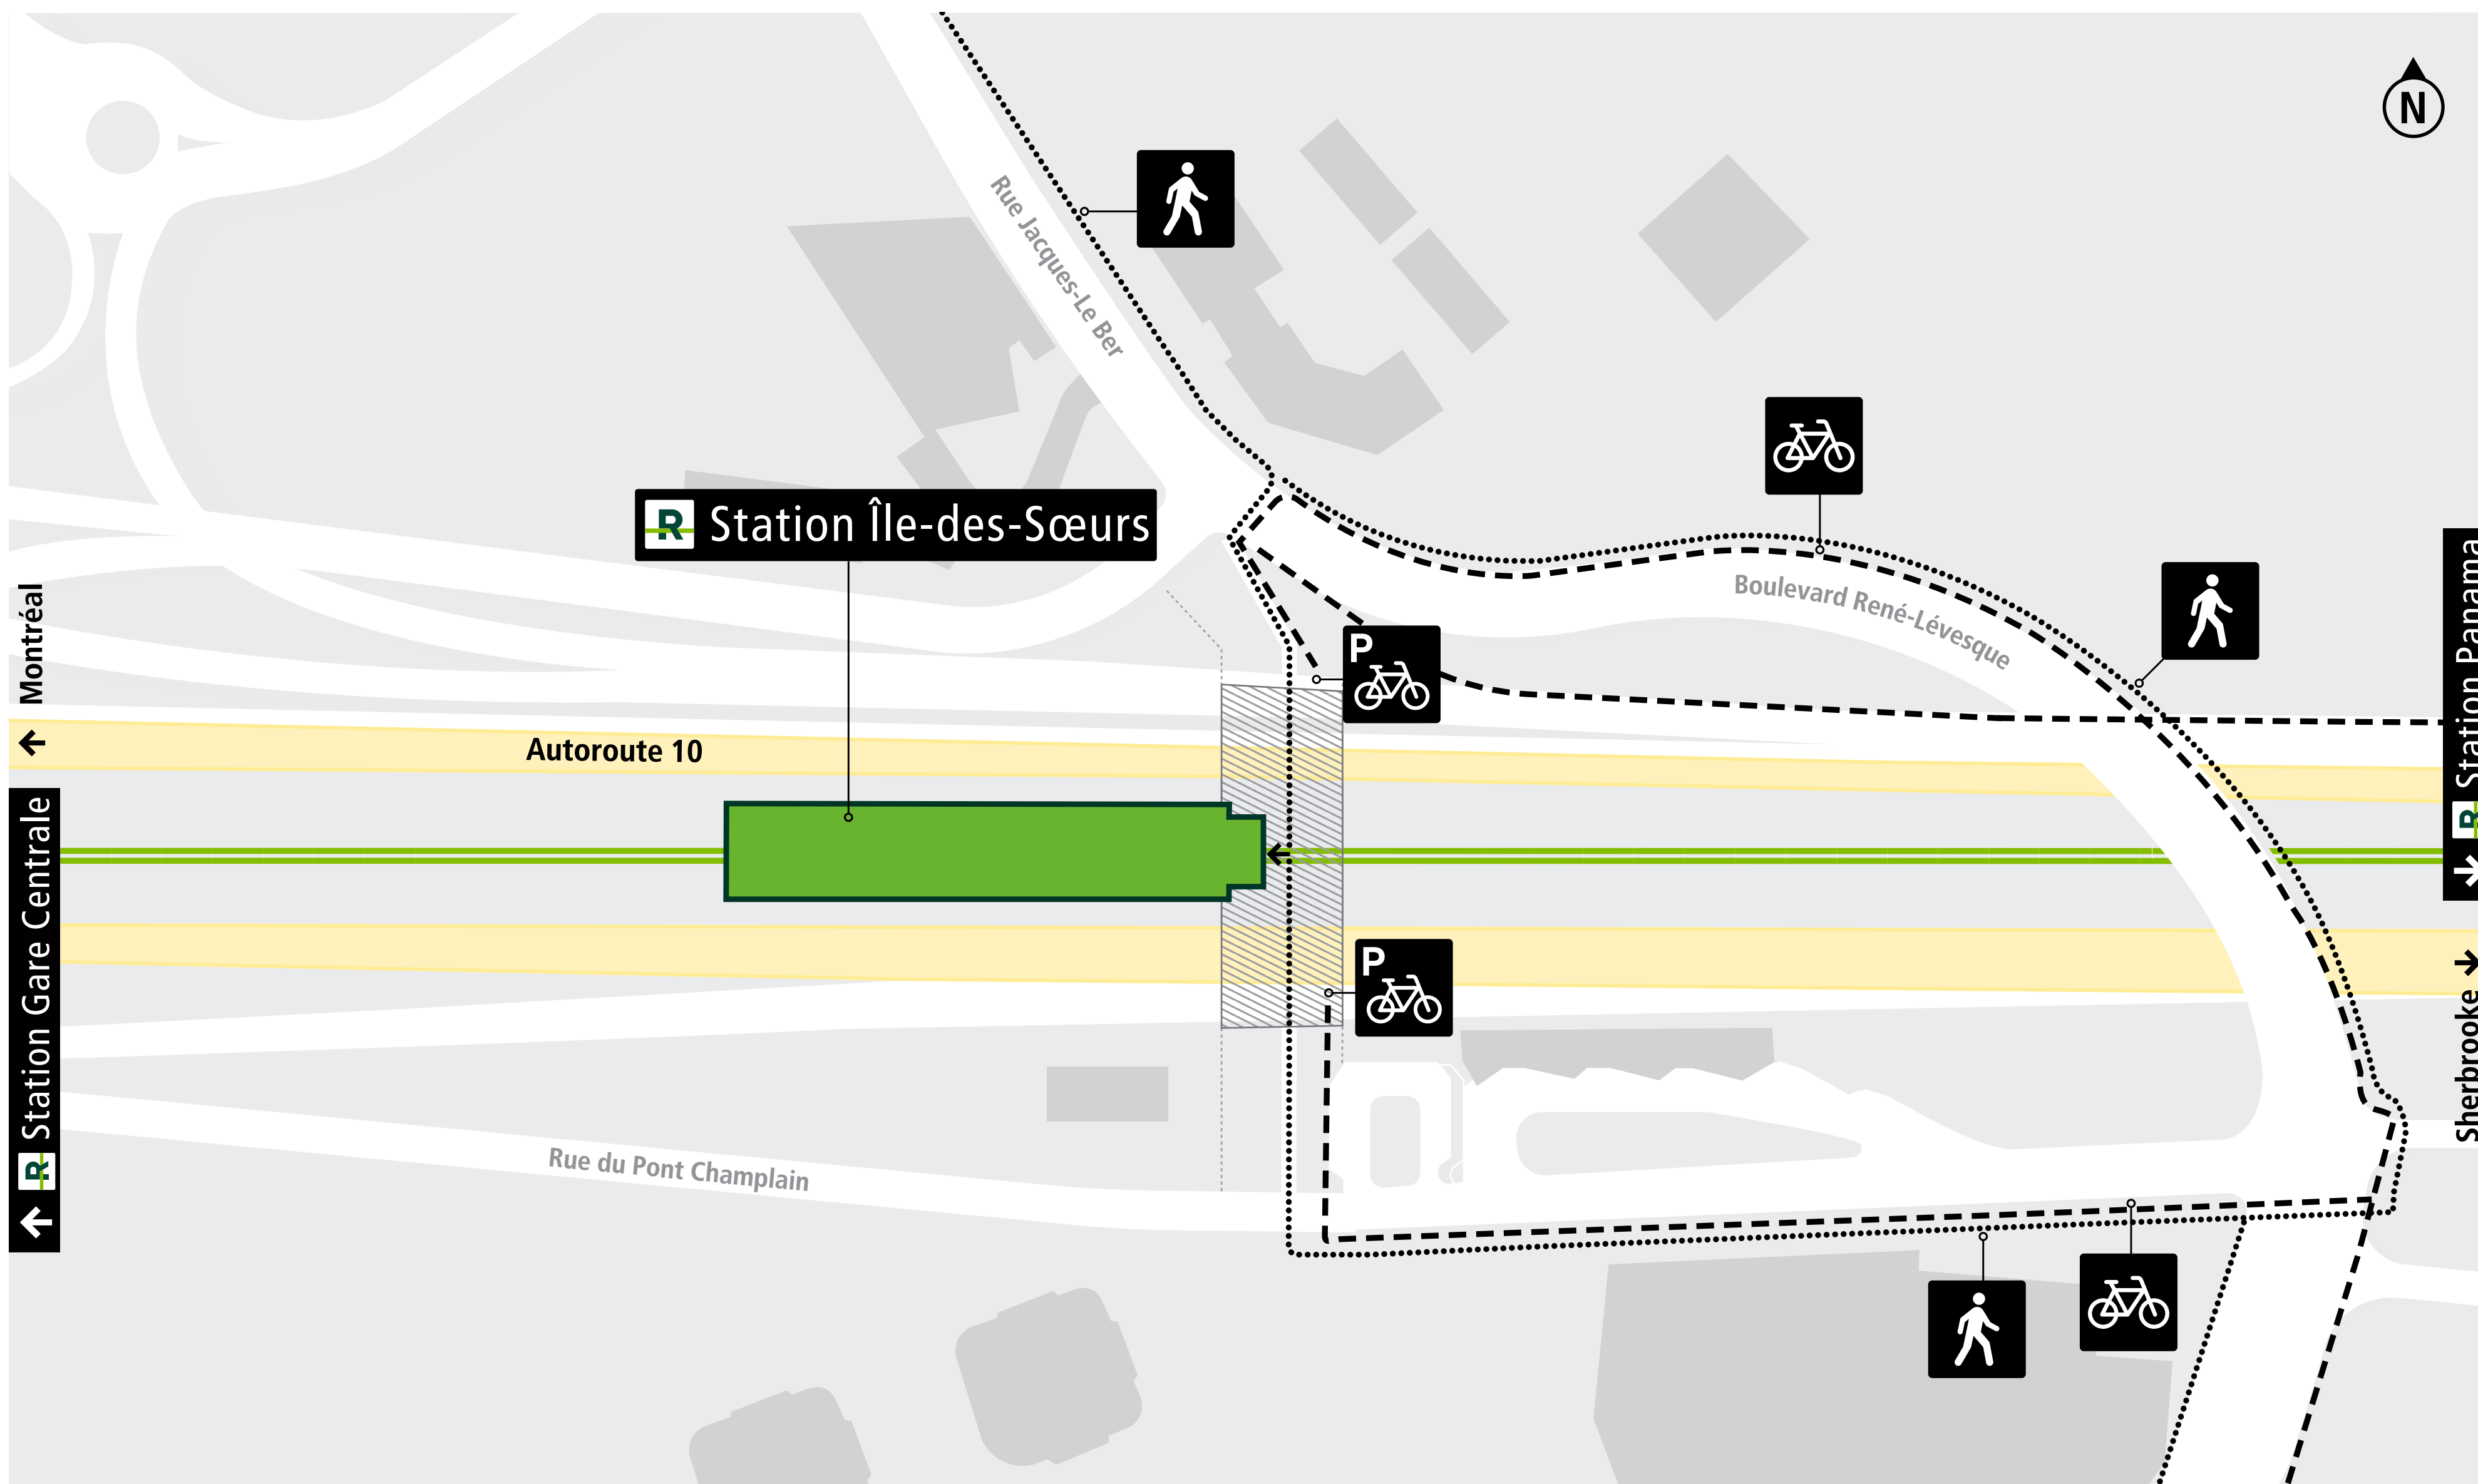 N
Rue Jacques-Le Ber
R Station Île-des-Sœurs
Boulevard René-Lévesque
P
Montréal
Autoroute 10
R Station Panama
R Station Gare Centrale
P
Sherbrooke
Rue du Pont Champlain